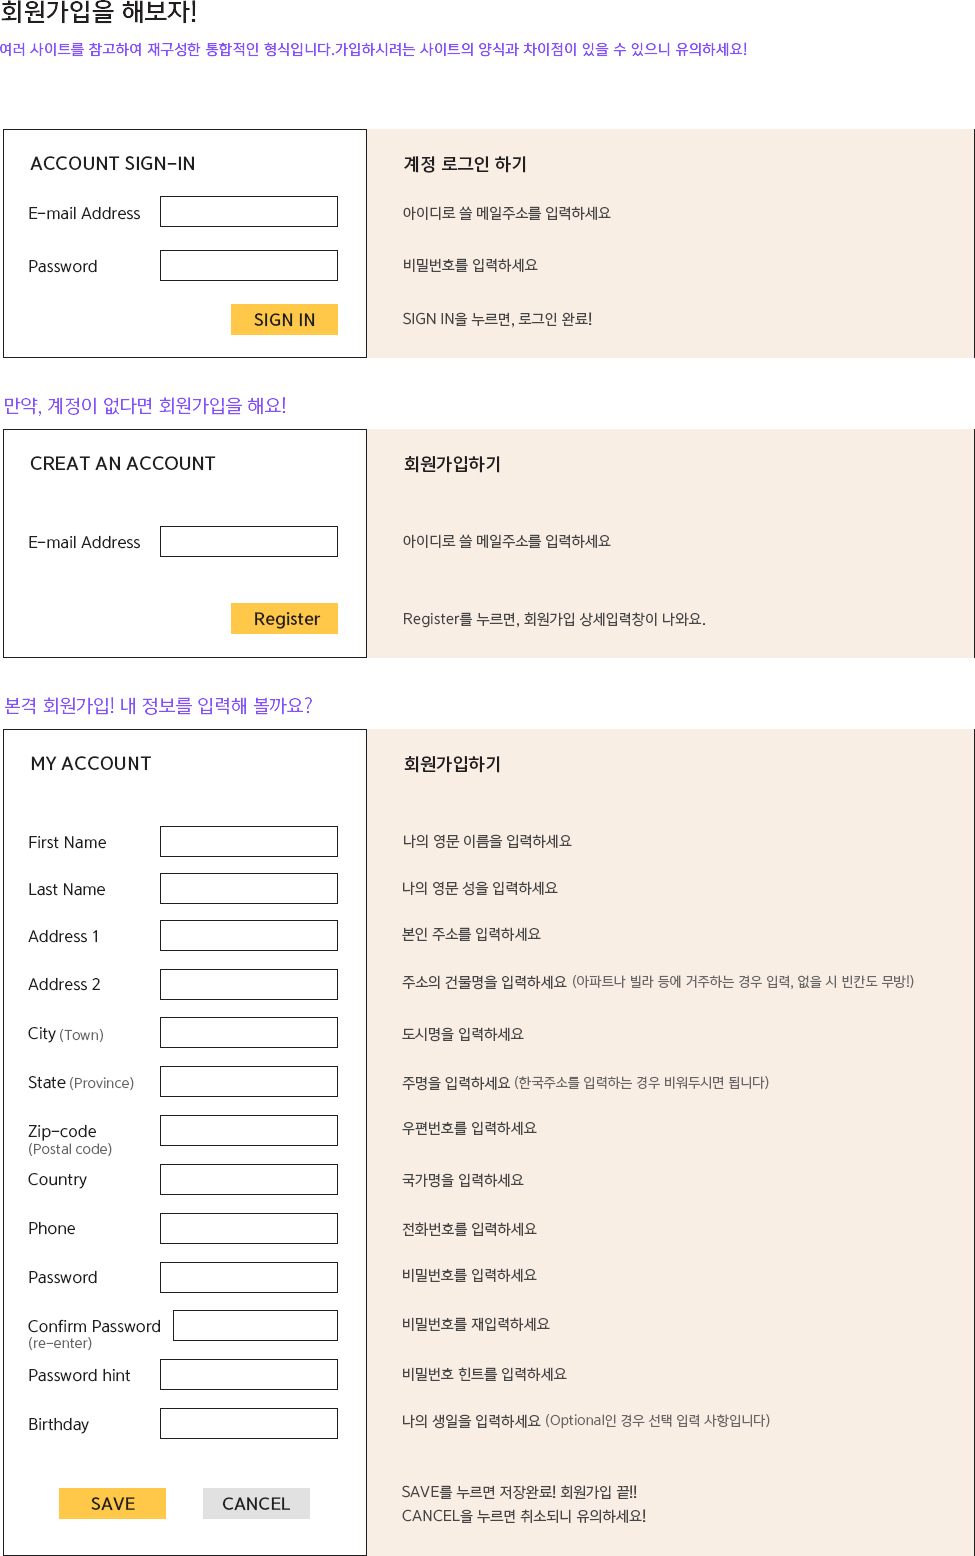 회원가입을 해보자!
여러 사이트를 참고하여 재구성한 통합적인 형식입니다.가입하시려는 사이트의 양식과 차이점이 있을 수 있으니 유의하세요!
ACCOUNT SIGN-IN 계정 로그인 하기
E-mail Address 아이디로 쓸 메일주소를 입력하세요
Password 비밀번호를 입력하세요
SIGN IN SIGN IN을 누르면, 로그인 완료!
만약, 계정이 없다면 회원가입을 해요!
CREAT AN ACCOUNT 회원가입하기
E-mail Address 아이디로 쓸 메일주소를 입력하세요
Register Register를 누르면, 회원가입 상세입력창이 나와요.
본격 회원가입! 내 정보를 입력해 볼까요?
MY ACCOUNT 회원가입하기
First Name 나의 영문 이름을 입력하세요
Last Name 나의 영문 성을 입력하세요
Address 1 본인 주소를 입력하세요
Address 2 주소의 건물명을 입력하세요 (아파트나 빌라 등에 거주하는 경우 입력, 없을 시 빈칸도 무방!)
City (Town) 도시명을 입력하세요
State (Province) 주명을 입력하세요 (한국주소를 입력하는 경우 비워두시면 됩니다)
Zip-code 우편번호를 입력하세요
(Postal code)
Country 국가명을 입력하세요
Phone 전화번호를 입력하세요
Password 비밀번호를 입력하세요
Confirm Password 비밀번호를 재입력하세요
(re-enter)
Password hint 비밀번호 힌트를 입력하세요
Birthday 나의 생일을 입력하세요 (Optional인 경우 선택 입력 사항입니다)
SAVE CANCEL SAVE를 누르면 저장완료! 회원가입 끝!!
CANCEL을 누르면 취소되니 유의하세요!